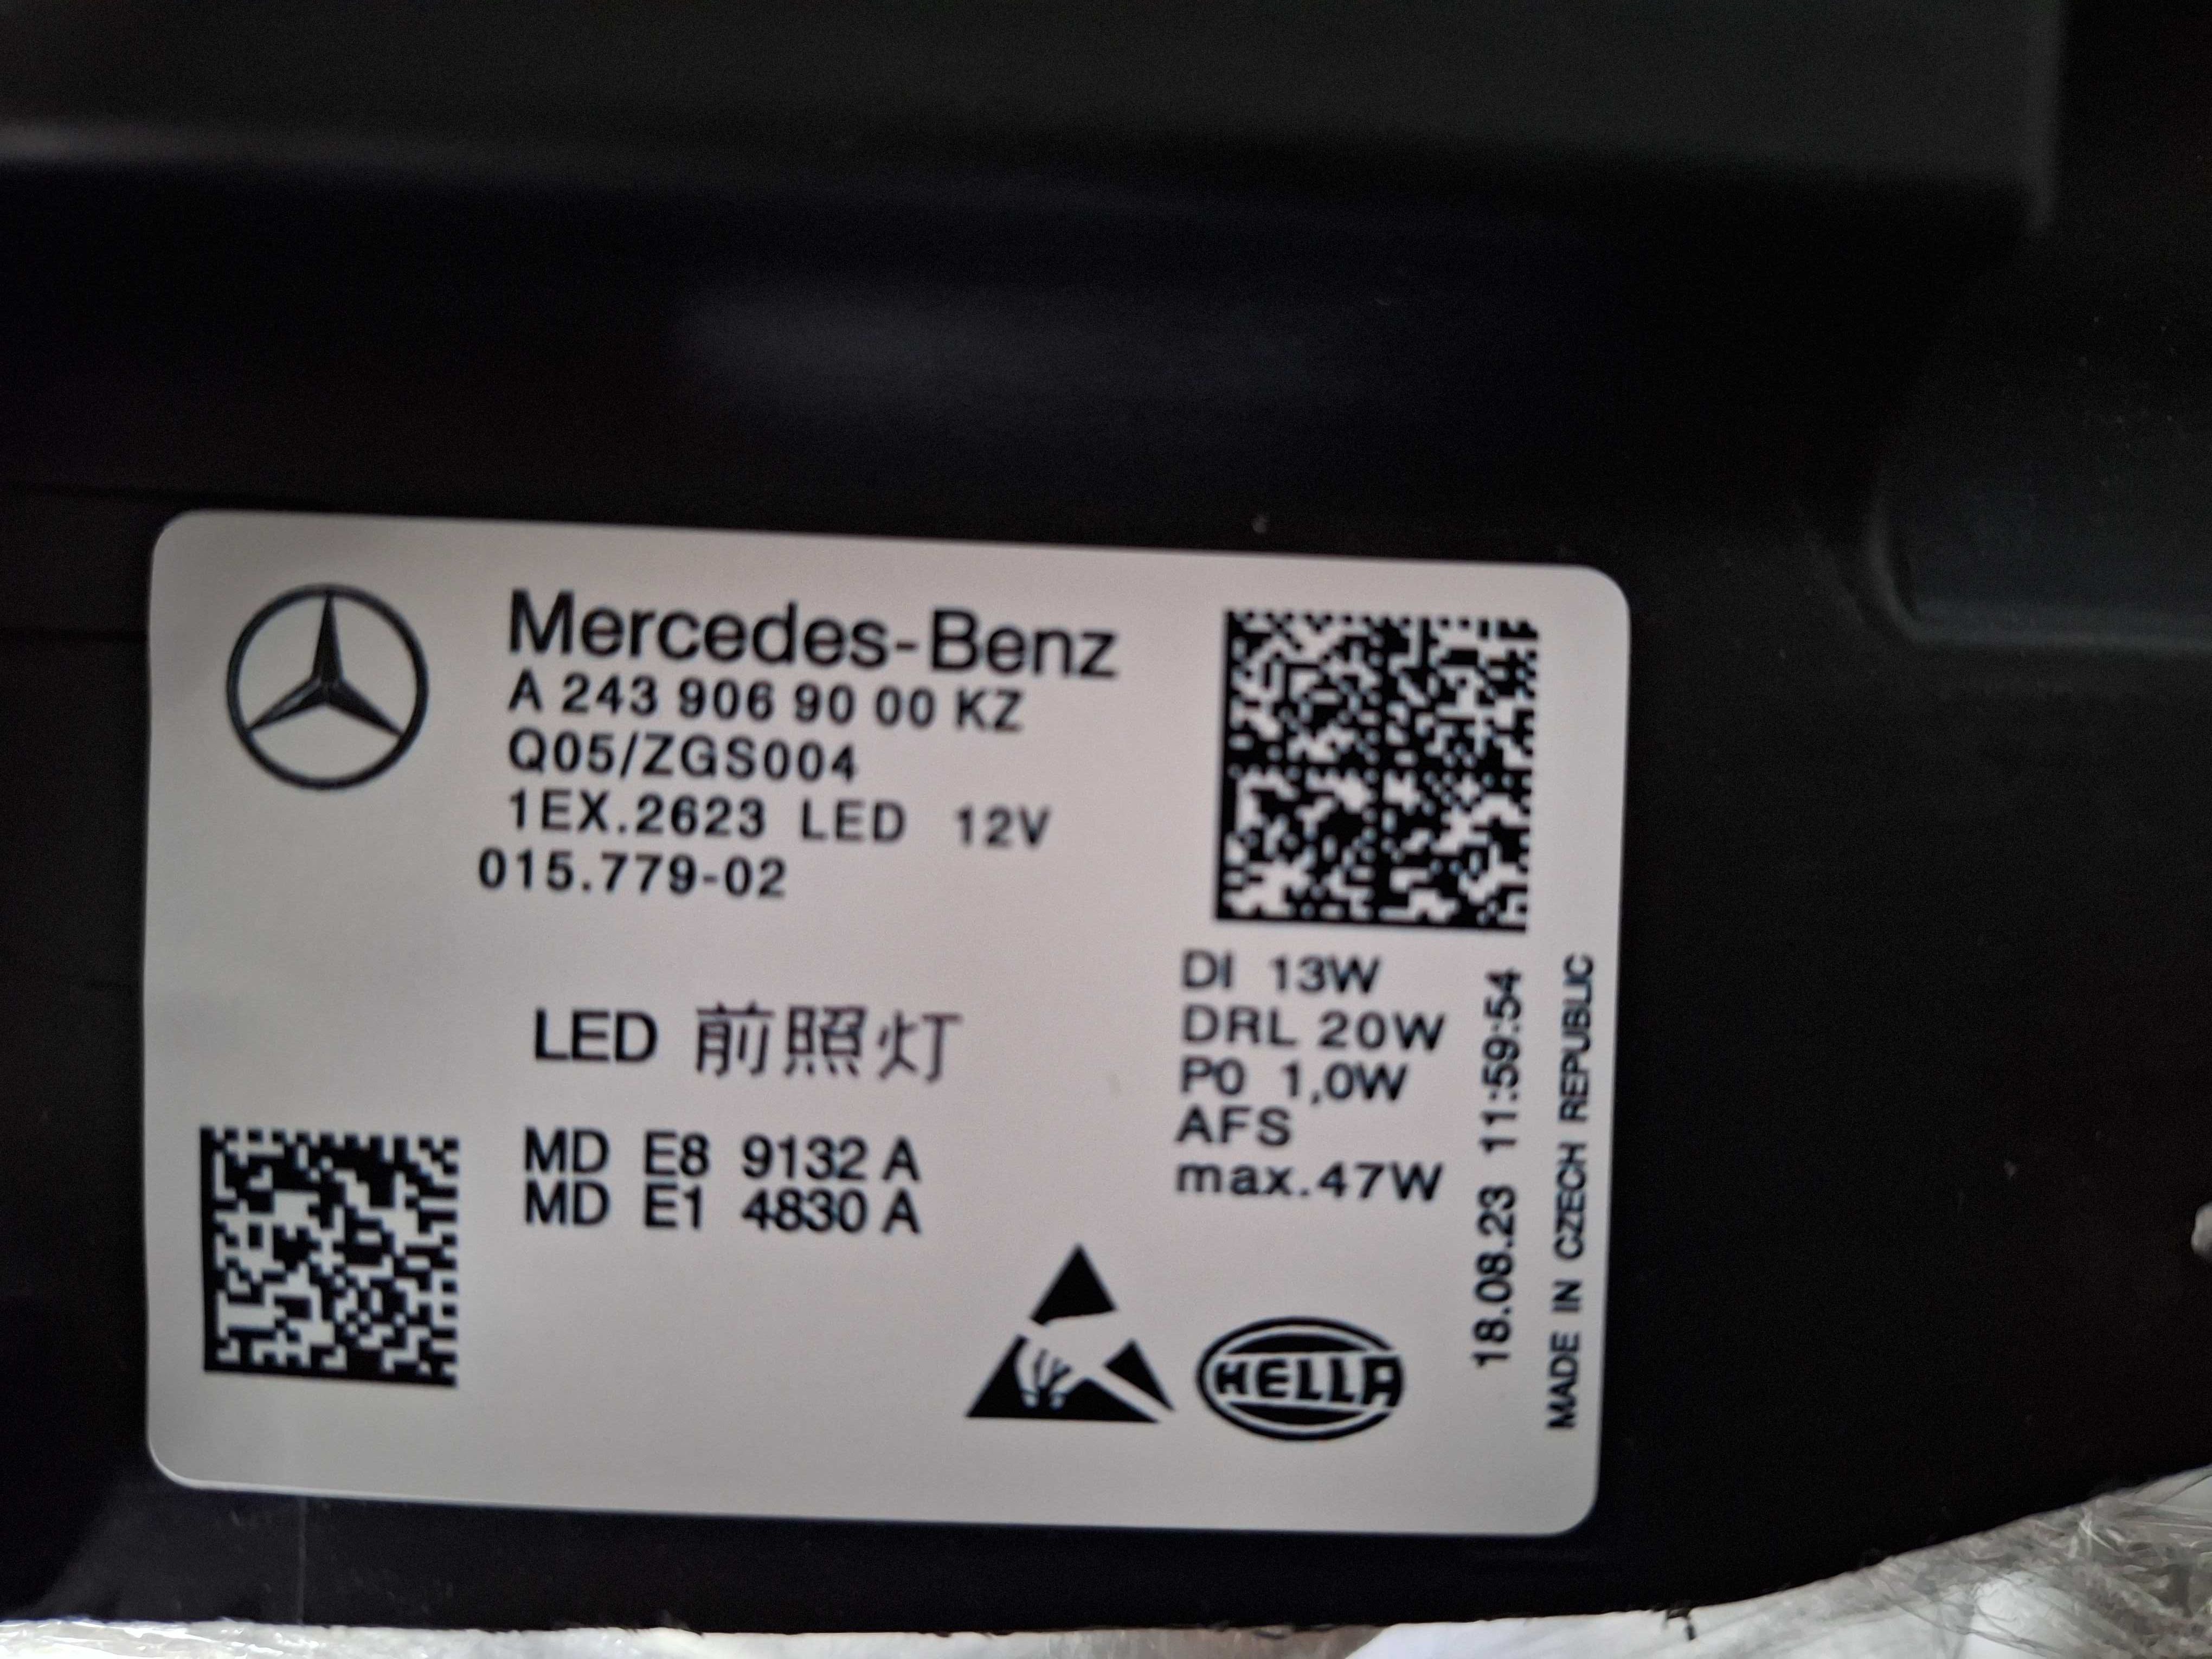 Mercedes-Benz
A 243 906 90 00 KZ
Q05/ZGS004
1EX.2623 LED 12V
015.779-02
LED 前照灯
MD E8 9132 A
MD E1 4830 A
DI 13W
DRL 20W
PO 1,0W
AFS
max.47W
HELLA
18.08.23 11:59:54
MADE IN CZECH REPUBLIC